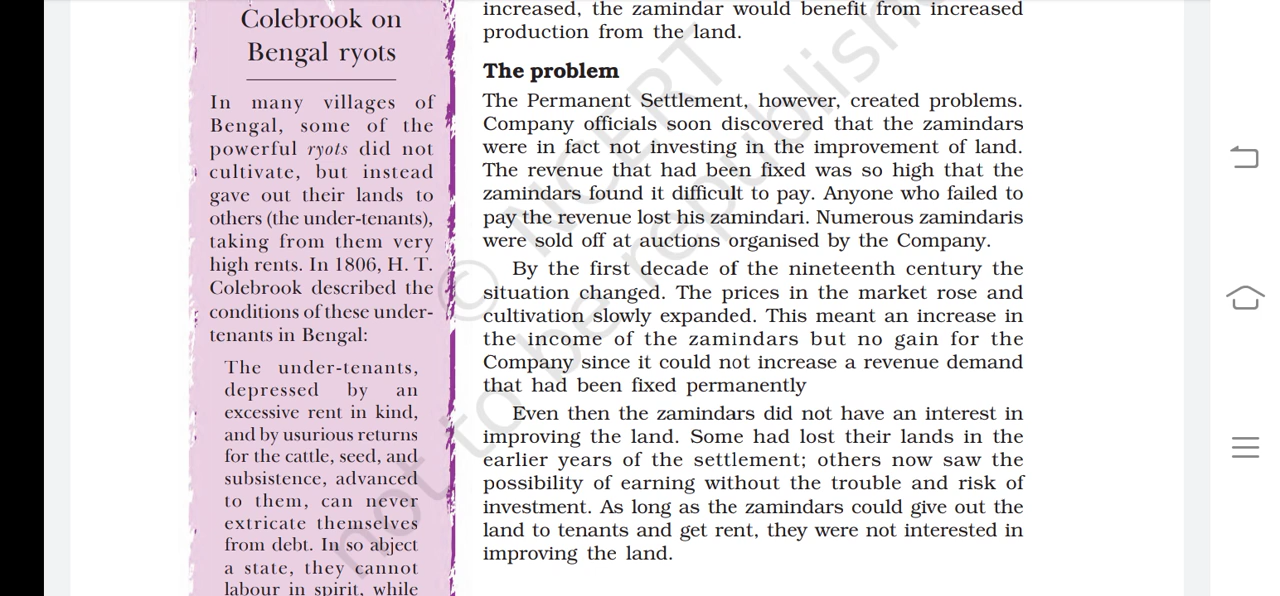 Colebrook on
Bengal ryots
In many villages of
Bengal, some of the
powerful ryots did not
cultivate, but instead
gave out their lands to
others (the under-tenants),
taking from them very
high rents. In 1806, H. T.
Colebrook described the
conditions of these under-
tenants in Bengal:
The under-tenants,
depressed by an
excessive rent in kind,
and by usurious returns
for the cattle, seed, and
subsistence, advanced
to them, can never
extricate themselves
from debt. In so abject
a state, they cannot
labour in spirit, while
increased, the zamindar would benefit from increased
production from the land.
The problem
The Permanent Settlement, however, created problems.
Company officials soon discovered that the zamindars
were in fact not investing in the improvement of land.
The revenue that had been fixed was so high that the
zamindars found it difficult to pay. Anyone who failed to
pay the revenue lost his zamindari. Numerous zamindaris
were sold off at auctions organised by the Company.
By the first decade of the nineteenth century the
situation changed. The prices in the market rose and
cultivation slowly expanded. This meant an increase in
the income of the zamindars but no gain for the
Company since it could not increase a revenue demand
that had been fixed permanently
Even then the zamindars did not have an interest in
improving the land. Some had lost their lands in the
earlier years of the settlement; others now saw the
possibility of earning without the trouble and risk of
investment. As long as the zamindars could give out the
land to tenants and get rent, they were not interested in
improving the land.
© NCERT
not to be republish